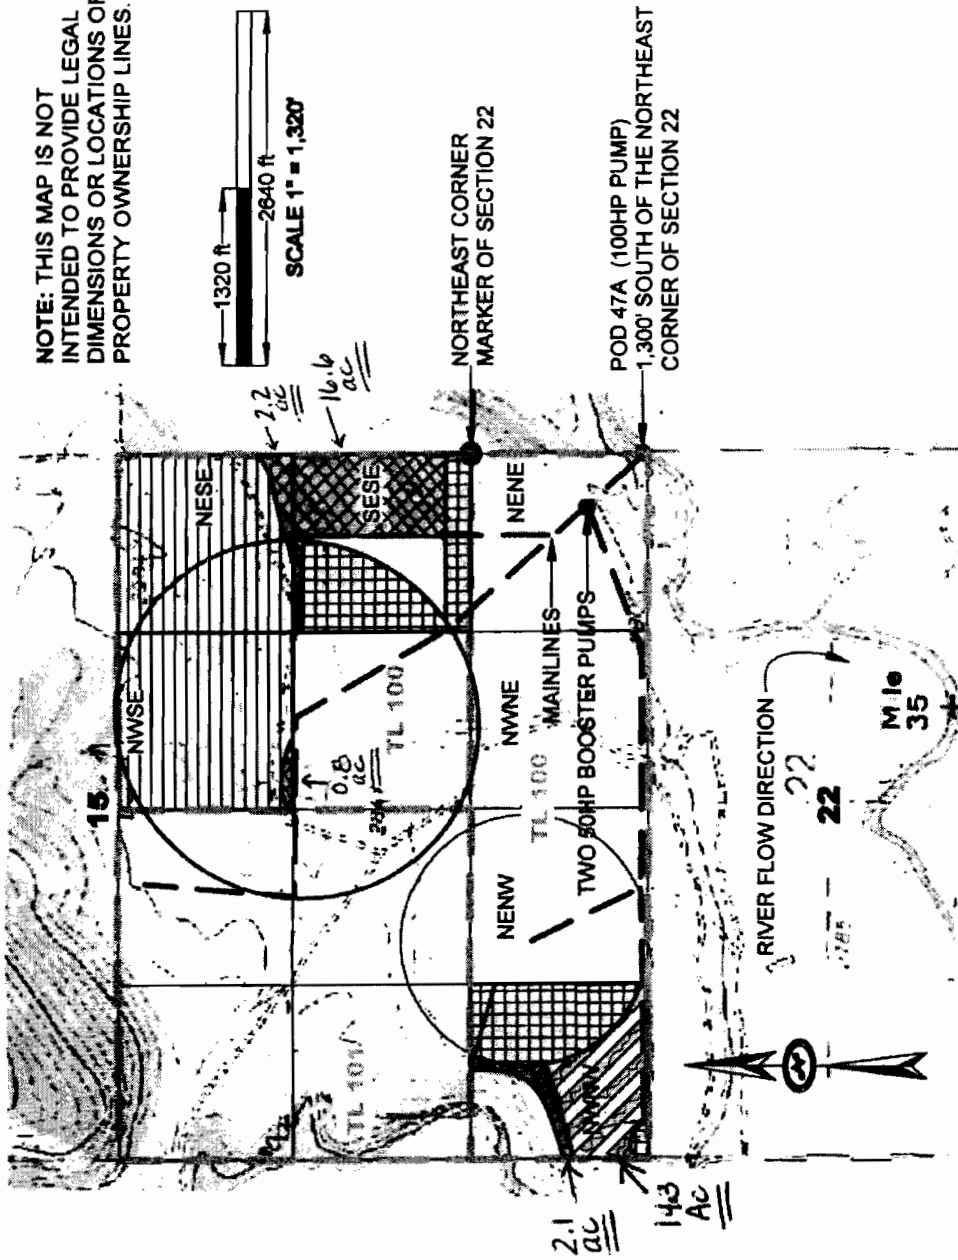 NOTE: THIS MAP IS NOT
INTENDED TO PROVIDE LEGAL
DIMENSIONS OR LOCATIONS OF
PROPERTY OWNERSHIP LINES.
1320 ft
2640 ft
SCALE 1" = 1,320'
2.2
ac
16.6
ac
NORTHEAST CORNER
MARKER OF SECTION 22
POD 47A (100HP PUMP)
1,300' SOUTH OF THE NORTHEAST
CORNER OF SECTION 22
15
NWSE
NESE
SESE
NENE
0.8
ac
TL 100
NWNE
MAINLINES
TL 100
TWO 50HP BOOSTER PUMPS
NENW
TL 101
NWNW
RIVER FLOW DIRECTION
22
22
Mile
35
2.1
ac
14.3
Ac